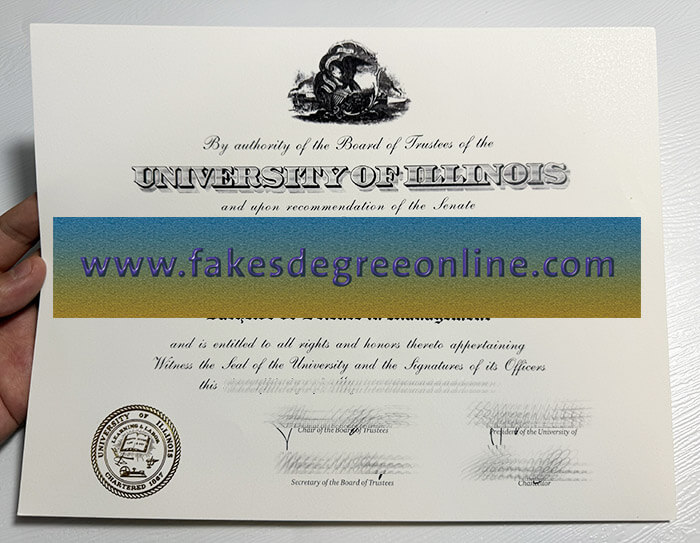 By authority of the Board of Trustees of the
UNIVERSITY OF ILLINOIS
and upon recommendation of the Senate
www.fakesdegreeonline.com
and is entitled to all rights and honors thereto appertaining
Witness the Seal of the University and the Signatures of its Officers
this
Chair of the Board of Trustees
President of the University of
Secretary of the Board of Trustees
Chancellor
UNIVERSITY OF ILLINOIS
LEARNING & LABOR
CHARTERED 1867